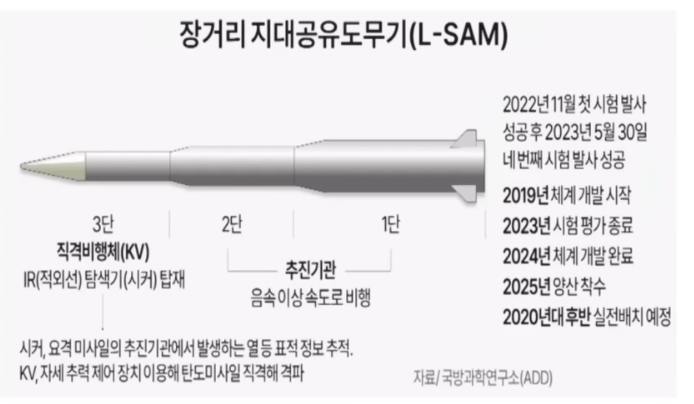 장거리 지대공유도무기(L-SAM)
2022년 11월 첫 시험 발사
성공 후 2023년 5월 30일
네 번째 시험 발사 성공
2019년 체계 개발 시작
2023년 시험 평가 종료
2024년 체계 개발 완료
2025년 양산 착수
2020년대 후반 실전배치 예정
3단
2단
1단
직격비행체(KV)
IR(적외선) 탐색기(시커) 탑재
추진기관
음속 이상 속도로 비행
시커, 요격 미사일의 추진기관에서 발생하는 열 등 표적 정보 추적.
KV, 자세 추력 제어 장치 이용해 탄도미사일 직격해 격파
자료/ 국방과학연구소(ADD)